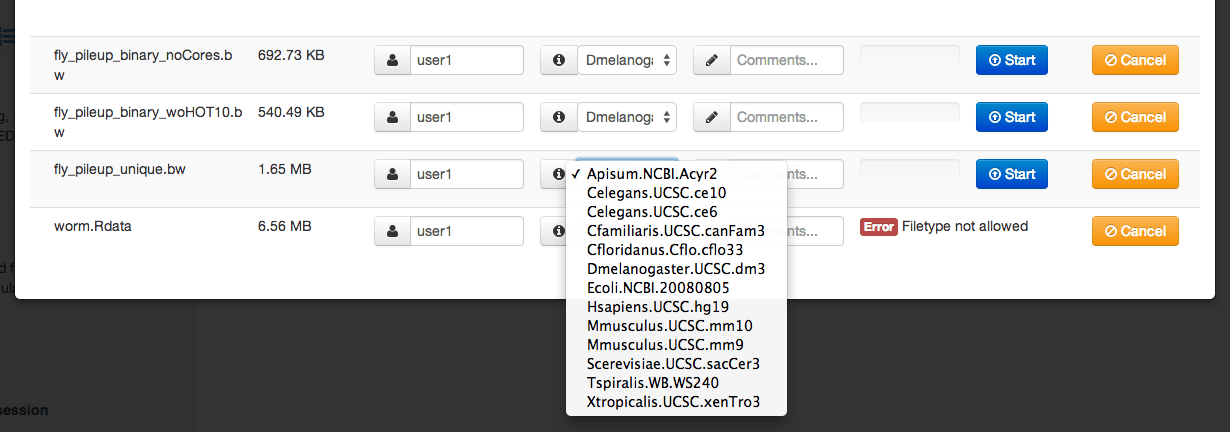 fly_pileup_binary_noCores.b
w
692.73 KB
user1
Dmelanoga
Comments...
Start
Cancel
fly_pileup_binary_woHOT10.b
w
540.49 KB
user1
Dmelanoga
Comments...
Start
Cancel
fly_pileup_unique.bw
1.65 MB
user1
nts...
Start
Cancel
worm.Rdata
6.56 MB
user1
nts...
Error Filetype not allowed
Cancel
✓ Apisum.NCBI.Acyr2
Celegans.UCSC.ce10
Celegans.UCSC.ce6
Cfamiliaris.UCSC.canFam3
Cfloridanus.Cflo.cflo33
Dmelanogaster.UCSC.dm3
Ecoli.NCBI.20080805
Hsapiens.UCSC.hg19
Mmusculus.UCSC.mm10
Mmusculus.UCSC.mm9
Scerevisiae.UCSC.sacCer3
Tspiralis.WB.WS240
Xtropicalis.UCSC.xenTro3
session